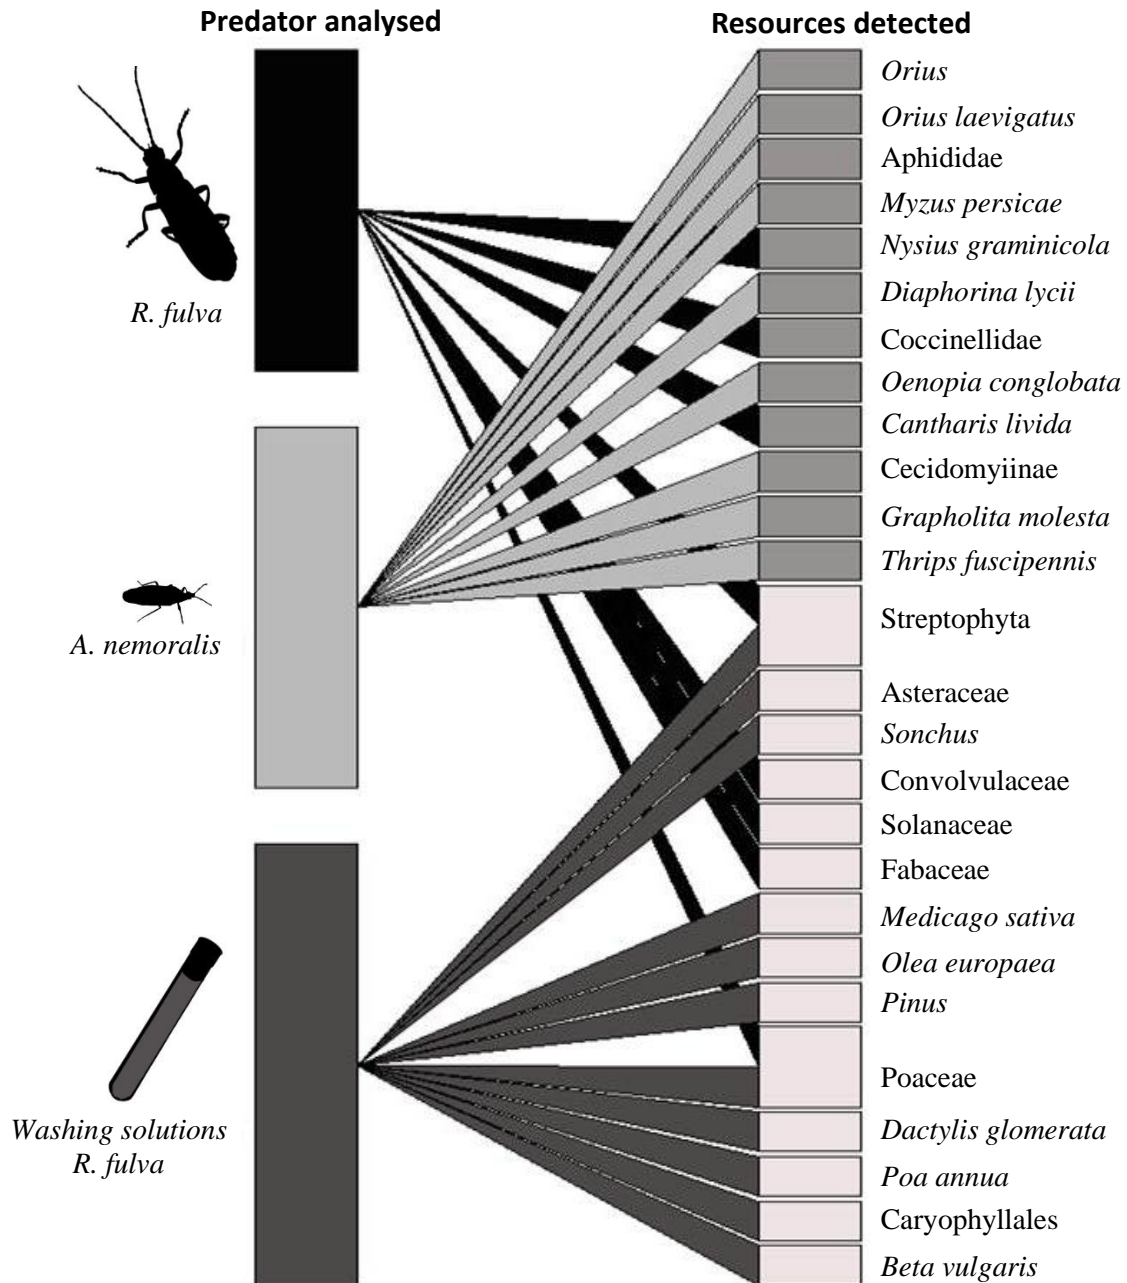 Predator analysed
Resources detected
Orius
Orius laevigatus
Aphididae
Myzus persicae
Nysius graminicola
Diaphorina lycii
Coccinellidae
Oenopia conglobata
Cantharis livida
Cecidomyiinae
Grapholita molesta
Thrips fuscipennis
Streptophyta
Asteraceae
Sonchus
Convolvulaceae
Solanaceae
Fabaceae
Medicago sativa
Olea europaea
Pinus
Poaceae
Dactylis glomerata
Poa annua
Caryophyllales
Beta vulgaris
R. fulva
A. nemoralis
Washing solutions
R. fulva